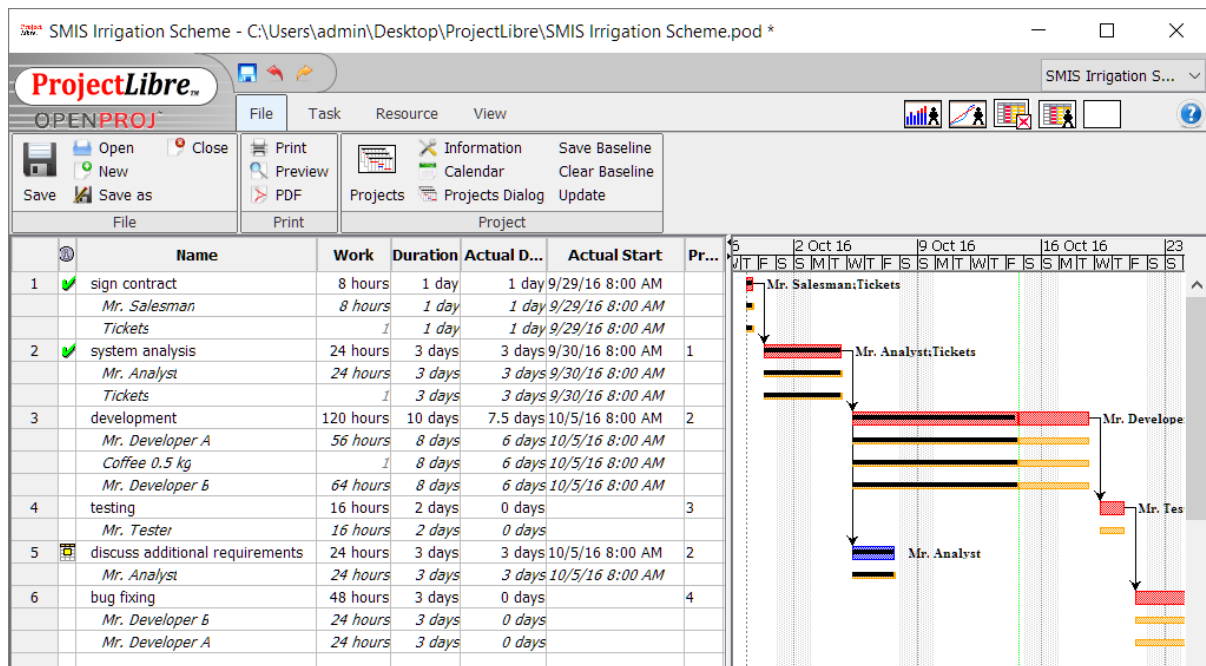 SMIS Irrigation Scheme - C:\Users\admin\Desktop\ProjectLibre\SMIS Irrigation Scheme.pod *
ProjectLibre™
OPENPROJ
SMIS Irrigation S...
File Task Resource View
Open Close Print Information Save Baseline
New Preview Calendar Clear Baseline
Save Save as PDF Projects Projects Dialog Update
File Print Project
Name Work Duration Actual D... Actual Start Pr...
2 Oct 16 9 Oct 16 16 Oct 16 23
W T F S S M T W T F S S M T W T F S S M T W T F S S
1 sign contract 8 hours 1 day 1 day 9/29/16 8:00 AM Mr. Salesman;Tickets
Mr. Salesman 8 hours 1 day 1 day 9/29/16 8:00 AM
Tickets 1 1 day 1 day 9/29/16 8:00 AM
2 system analysis 24 hours 3 days 3 days 9/30/16 8:00 AM 1 Mr. Analyst;Tickets
Mr. Analyst 24 hours 3 days 3 days 9/30/16 8:00 AM
Tickets 1 3 days 3 days 9/30/16 8:00 AM
3 development 120 hours 10 days 7.5 days 10/5/16 8:00 AM 2 Mr. Develope
Mr. Developer A 56 hours 8 days 6 days 10/5/16 8:00 AM
Coffee 0.5 kg 1 8 days 6 days 10/5/16 8:00 AM
Mr. Developer B 64 hours 8 days 6 days 10/5/16 8:00 AM
4 testing 16 hours 2 days 0 days 3 Mr. Tes
Mr. Tester 16 hours 2 days 0 days
5 discuss additional requirements 24 hours 3 days 3 days 10/5/16 8:00 AM 2 Mr. Analyst
Mr. Analyst 24 hours 3 days 3 days 10/5/16 8:00 AM
6 bug fixing 48 hours 3 days 0 days 4
Mr. Developer B 24 hours 3 days 0 days
Mr. Developer A 24 hours 3 days 0 days